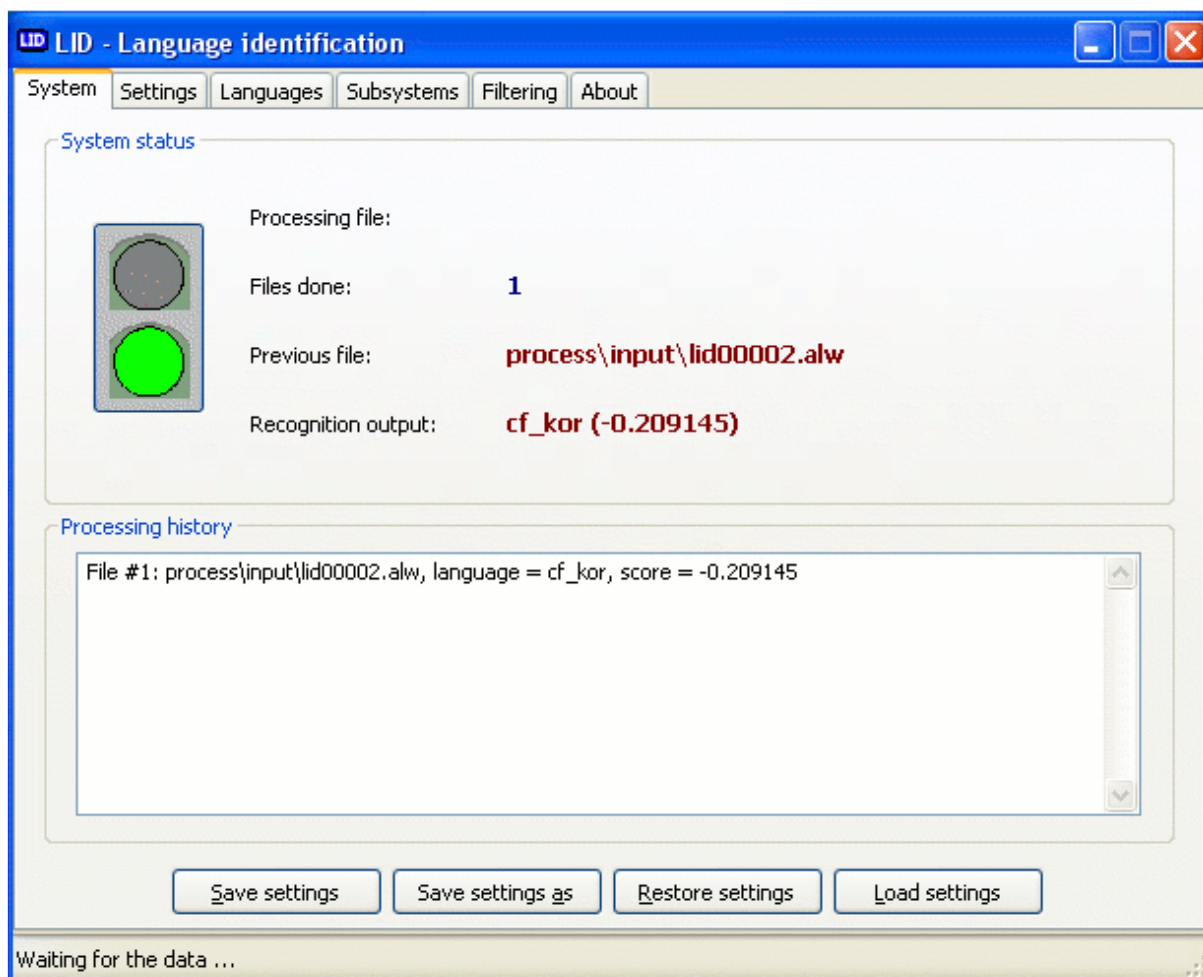 LID LID - Language identification
System Settings Languages Subsystems Filtering About
System status
Processing file:
Files done: 1
Previous file: process\input\lid00002.alw
Recognition output: cf_kor (-0.209145)
Processing history
File #1: process\input\lid00002.alw, language = cf_kor, score = -0.209145
Save settings Save settings as Restore settings Load settings
Waiting for the data ...